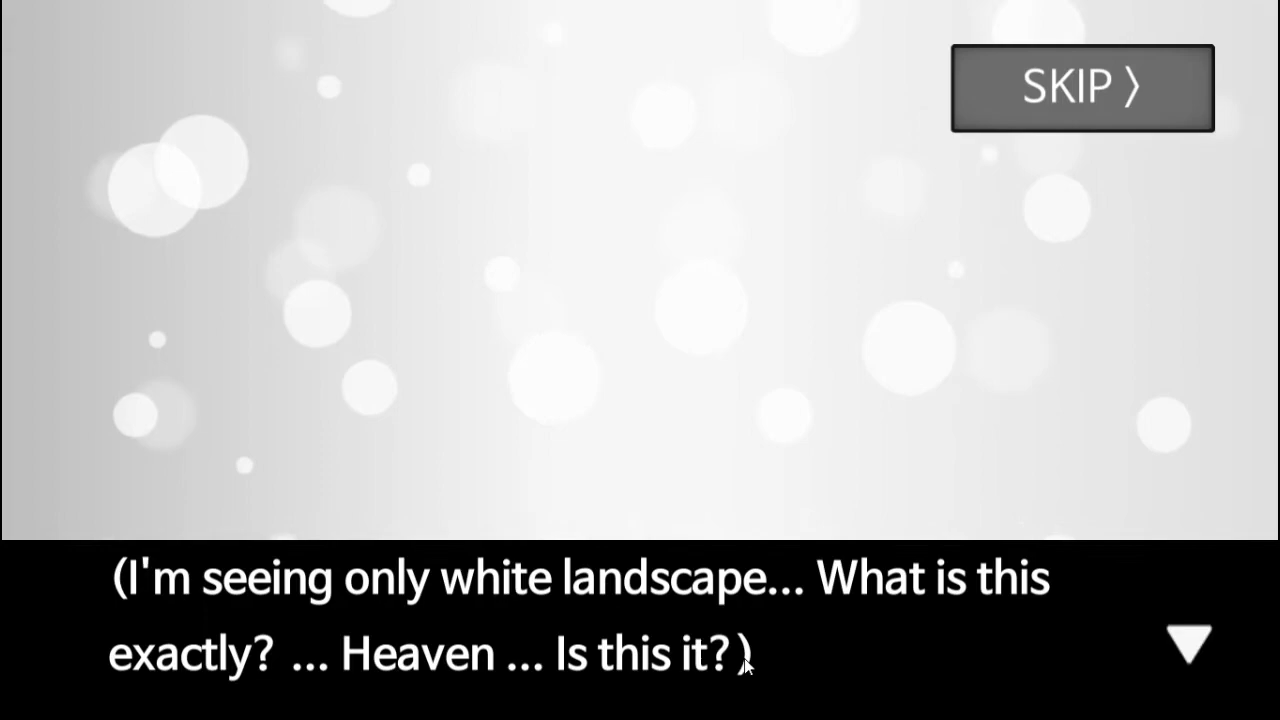 SKIP 〉
(I'm seeing only white landscape... What is this
exactly? ... Heaven ... Is this it?)